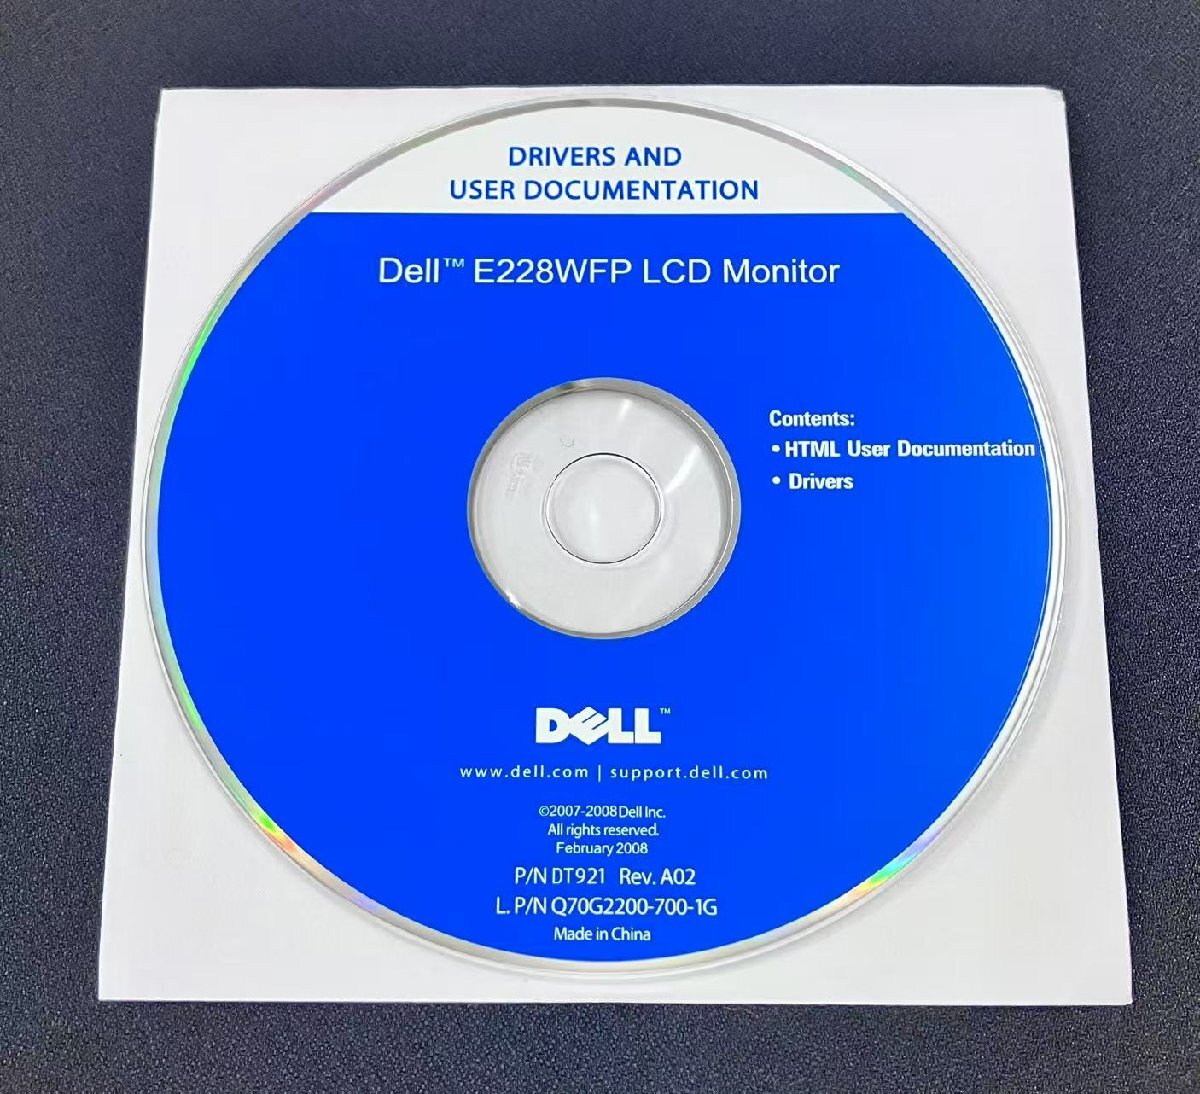 DRIVERS AND
USER DOCUMENTATION
Dell™ E228WFP LCD Monitor
Contents:
• HTML User Documentation
• Drivers
DELL™
www.dell.com | support.dell.com
©2007-2008 Dell Inc.
All rights reserved.
February 2008
P/N DT921 Rev. A02
L. P/N Q70G2200-700-1G
Made in China